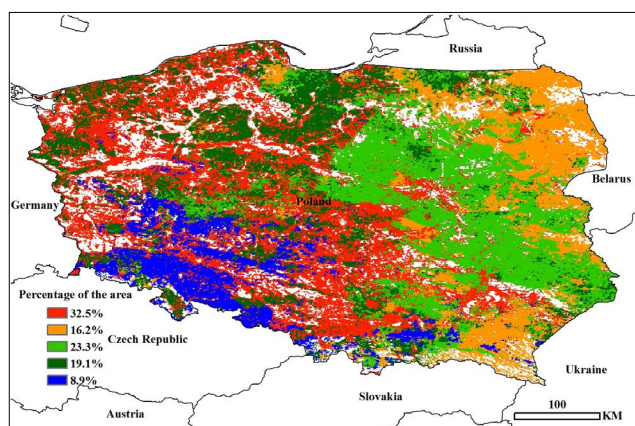 Russia
Belarus
Germany
Poland
Percentage of the area
32.5%
16.2%
23.3%
19.1%
8.9%
Czech Republic
Ukraine
Slovakia
Austria
100
KM